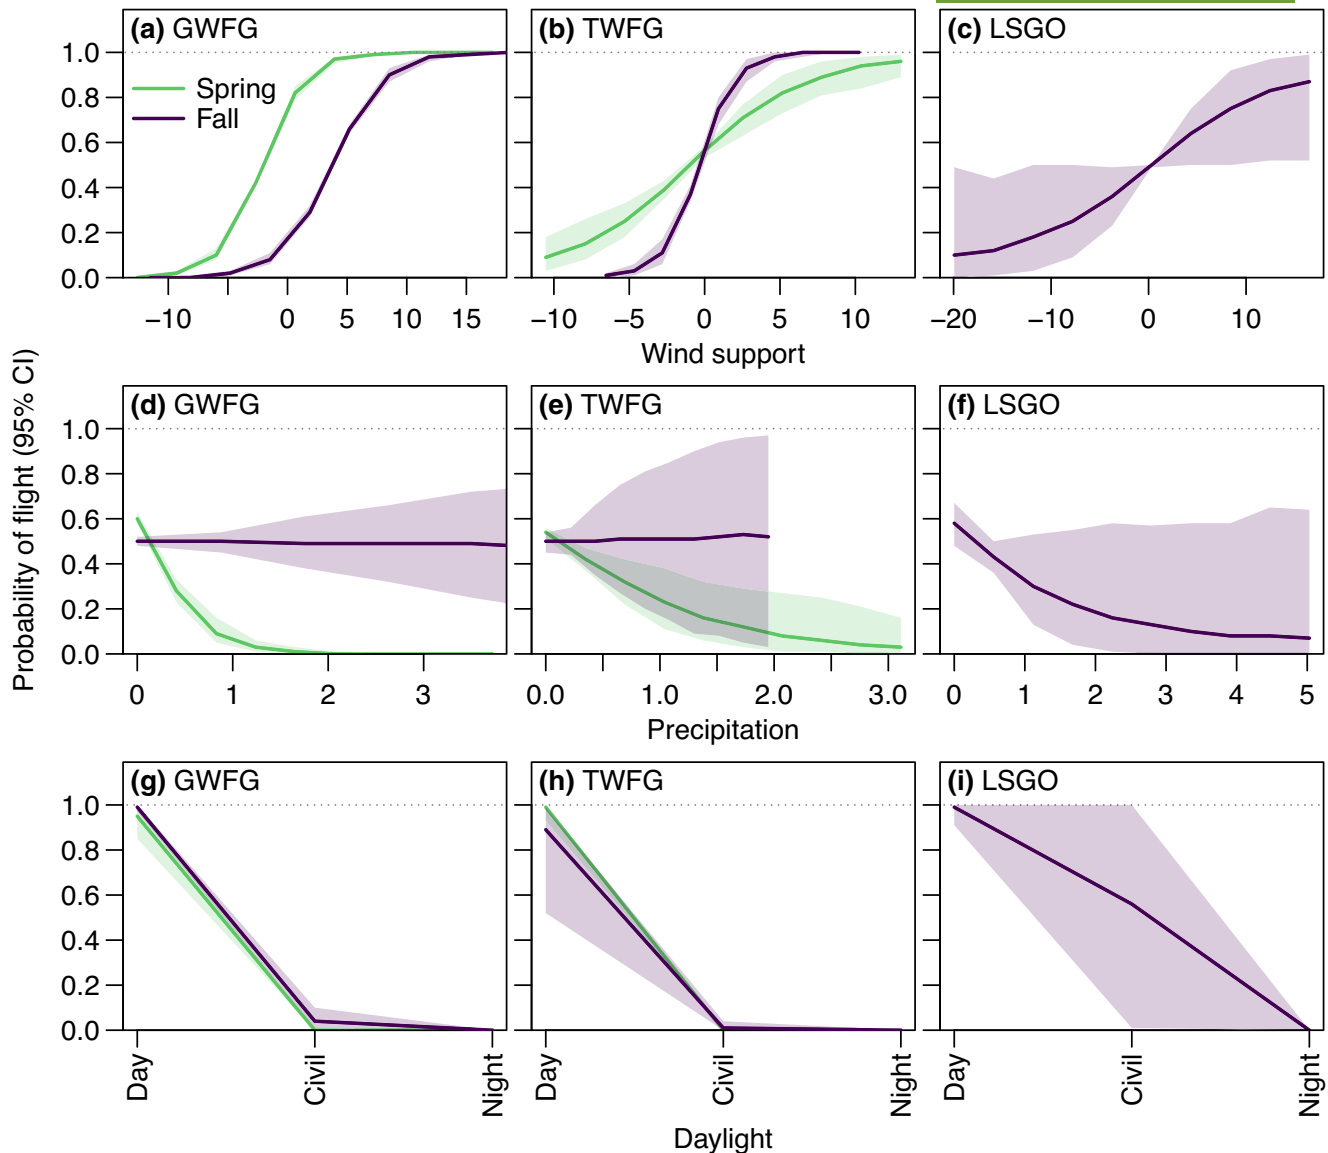 (a) GWFG
(b) TWFG
(c) LSGO
1.0
0.8
0.6
0.4
0.2
0.0
Spring
Fall
−10 0 5 10 15
−10 −5 0 5 10
−20 −10 0 10
Wind support
Probability of flight (95% CI)
(d) GWFG
(e) TWFG
(f) LSGO
1.0
0.8
0.6
0.4
0.2
0.0
0 1 2 3
0.0 1.0 2.0 3.0
0 1 2 3 4 5
Precipitation
(g) GWFG
(h) TWFG
(i) LSGO
1.0
0.8
0.6
0.4
0.2
0.0
Day Civil Night
Day Civil Night
Day Civil Night
Daylight